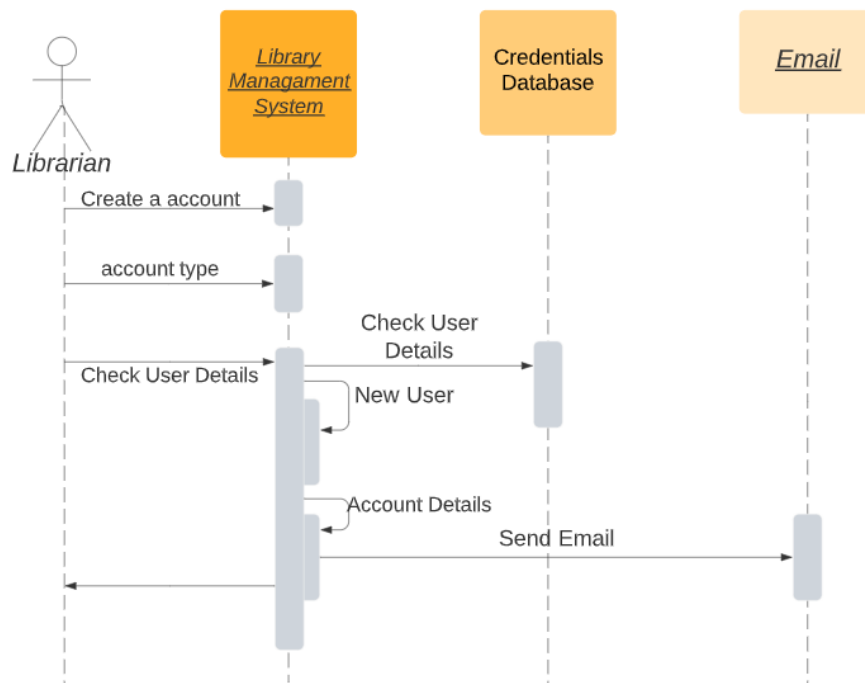 Library
Managament
System
Credentials
Database
Email
Librarian
Create a account
account type
Check User
Details
Check User Details
New User
Account Details
Send Email